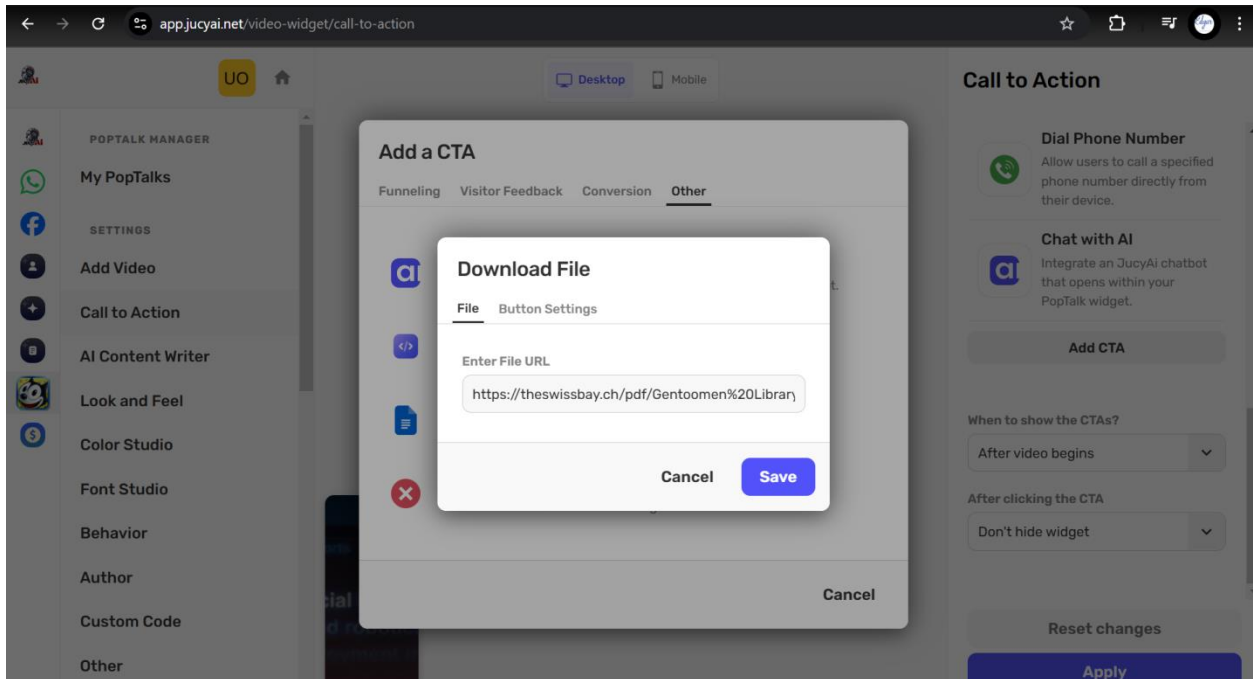 app.jucyai.net/video-widget/call-to-action
UO
Desktop
Mobile
Call to Action
POPTALK MANAGER
My PopTalks
SETTINGS
Add Video
Call to Action
AI Content Writer
Look and Feel
Color Studio
Font Studio
Behavior
Author
Custom Code
Other
Add a CTA
Funneling Visitor Feedback Conversion Other
Download File
File Button Settings
Enter File URL
https://theswissbay.ch/pdf/Gentoomen%20Library
Cancel Save
Cancel
Dial Phone Number
Allow users to call a specified
phone number directly from
their device.
Chat with AI
Integrate an JucyAi chatbot
that opens within your
PopTalk widget.
Add CTA
When to show the CTAs?
After video begins
After clicking the CTA
Don't hide widget
Reset changes
Apply